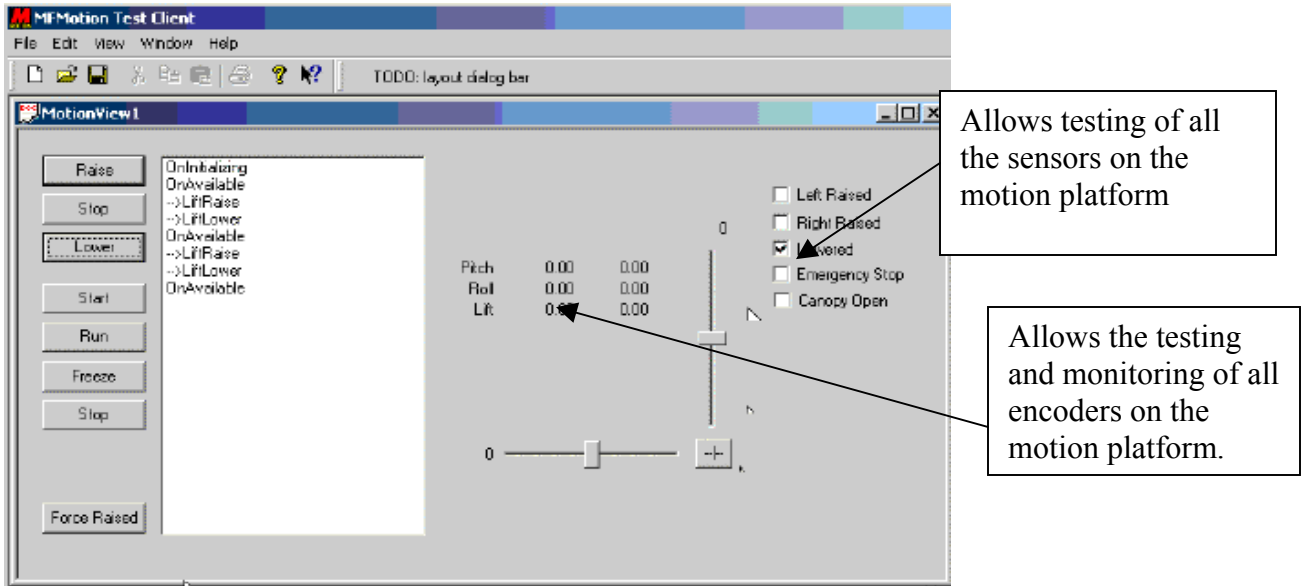 MFMotion Test Client
File Edit View Window Help
TODO: layout dialog bar
MotionView1
Raise
Stop
Lower
Start
Run
Freeze
Stop
Force Raised
OnInitializing
OnAvailable
-->LiftRaise
-->LiftLower
OnAvailable
-->LiftRaise
-->LiftLower
OnAvailable
Pitch 0.00 0.00
Roll 0.00 0.00
Lift 0.00 0.00
0
0
Left Raised
Right Raised
Lowered
Emergency Stop
Canopy Open
Allows testing of all
the sensors on the
motion platform
Allows the testing
and monitoring of all
encoders on the
motion platform.